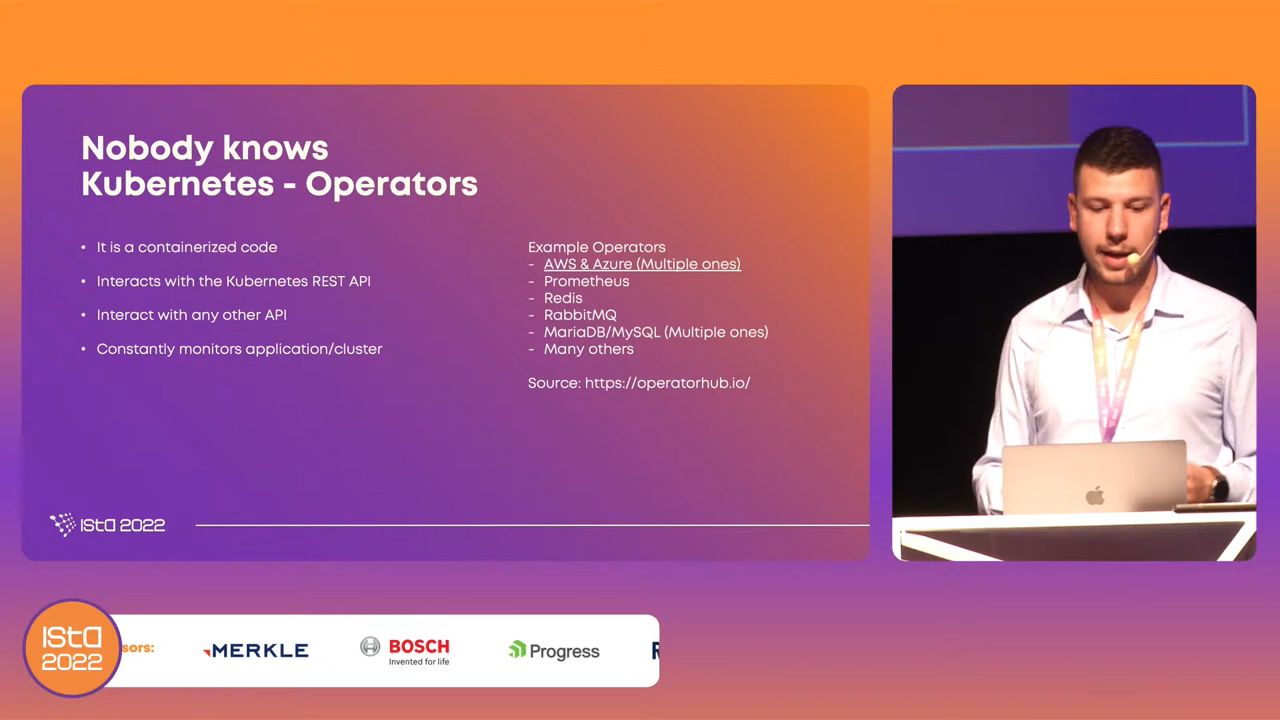 Nobody knows
Kubernetes - Operators
• It is a containerized code
• Interacts with the Kubernetes REST API
• Interact with any other API
• Constantly monitors application/cluster
Example Operators
- AWS & Azure (Multiple ones)
- Prometheus
- Redis
- RabbitMQ
- MariaDB/MySQL (Multiple ones)
- Many others
Source: https://operatorhub.io/
ISta 2022
ISta
2022
sors:
MERKLE
BOSCH
Invented for life
Progress